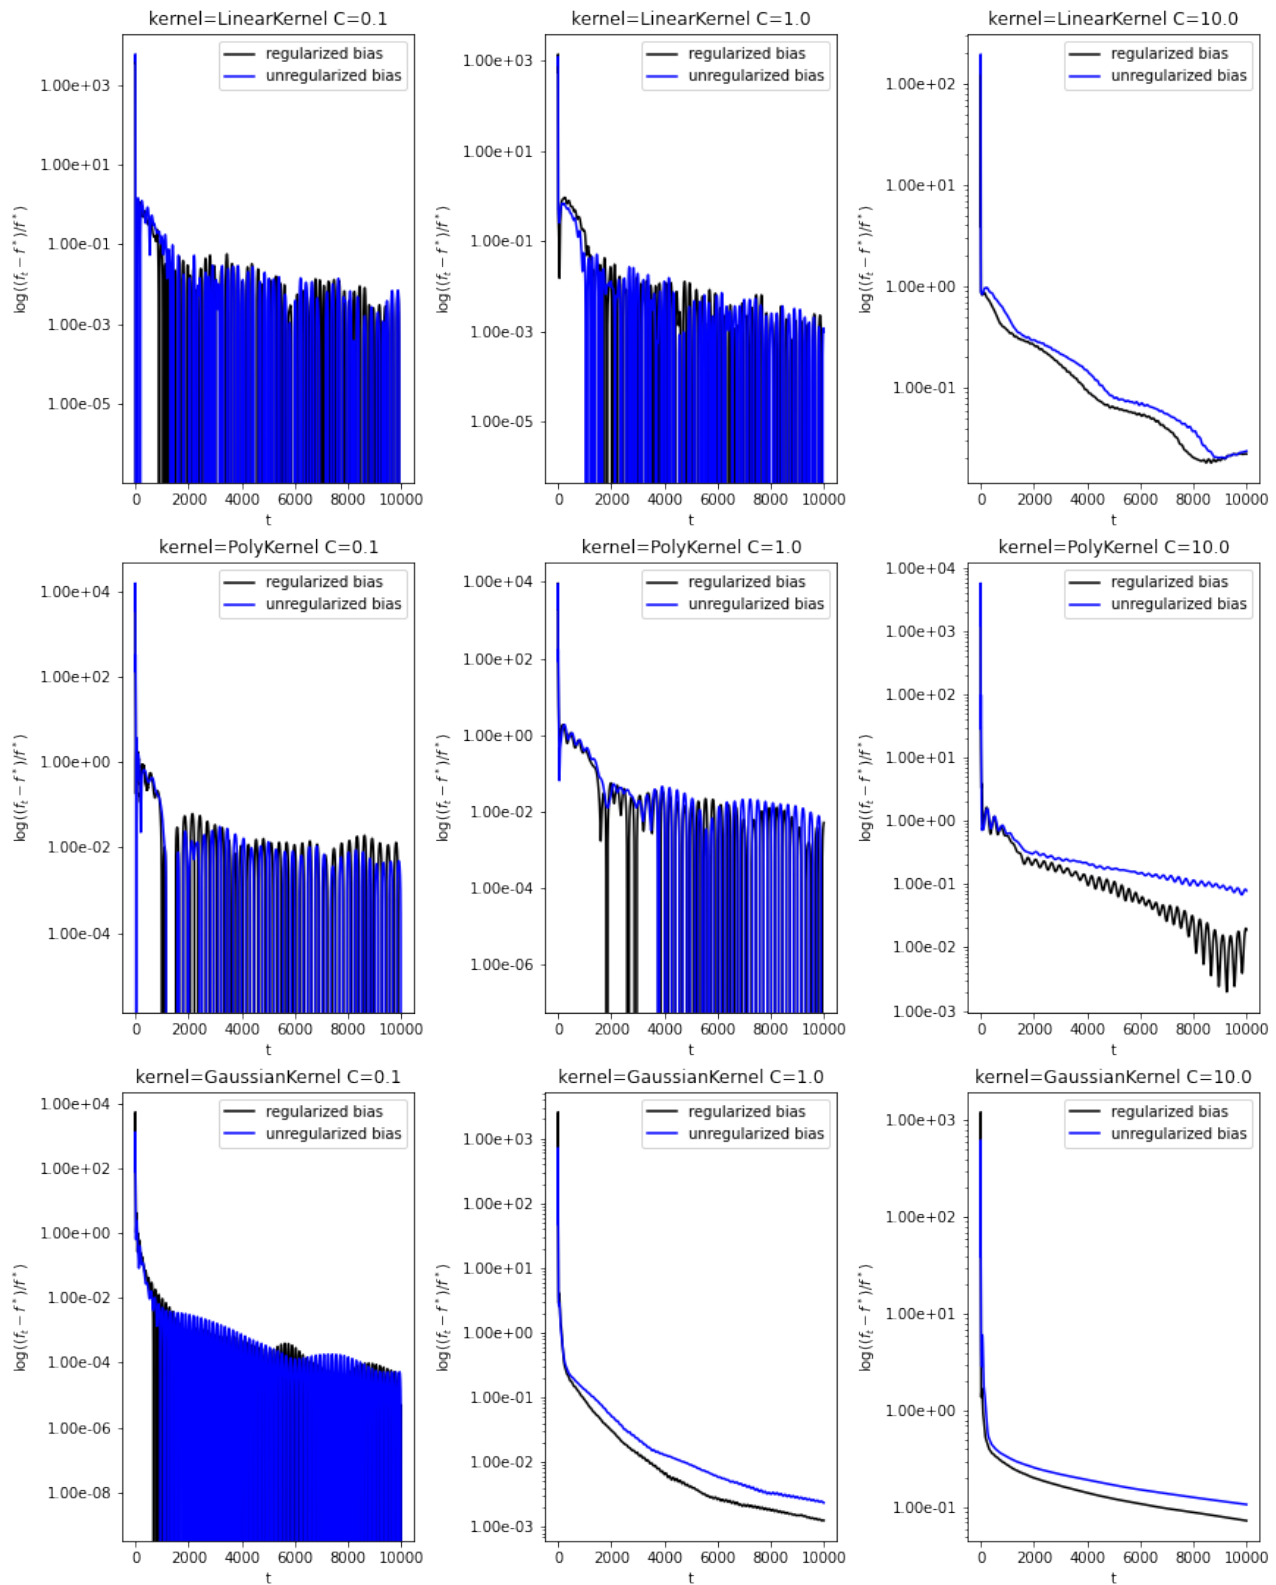 kernel=LinearKernel C=0.1
regularized bias
unregularized bias
1.00e+03
1.00e+01
1.00e-01
1.00e-03
1.00e-05
log((f_t − f*)/f*)
0 2000 4000 6000 8000 10000
t
kernel=LinearKernel C=1.0
regularized bias
unregularized bias
1.00e+03
1.00e+01
1.00e-01
1.00e-03
1.00e-05
log((f_t − f*)/f*)
0 2000 4000 6000 8000 10000
t
kernel=LinearKernel C=10.0
regularized bias
unregularized bias
1.00e+02
1.00e+01
1.00e+00
1.00e-01
log((f_t − f*)/f*)
0 2000 4000 6000 8000 10000
t
kernel=PolyKernel C=0.1
regularized bias
unregularized bias
1.00e+04
1.00e+02
1.00e+00
1.00e-02
1.00e-04
log((f_t − f*)/f*)
0 2000 4000 6000 8000 10000
t
kernel=PolyKernel C=1.0
regularized bias
unregularized bias
1.00e+04
1.00e+02
1.00e+00
1.00e-02
1.00e-04
1.00e-06
log((f_t − f*)/f*)
0 2000 4000 6000 8000 10000
t
kernel=PolyKernel C=10.0
regularized bias
unregularized bias
1.00e+04
1.00e+03
1.00e+02
1.00e+01
1.00e+00
1.00e-01
1.00e-02
1.00e-03
log((f_t − f*)/f*)
0 2000 4000 6000 8000 10000
t
kernel=GaussianKernel C=0.1
regularized bias
unregularized bias
1.00e+04
1.00e+02
1.00e+00
1.00e-02
1.00e-04
1.00e-06
1.00e-08
log((f_t − f*)/f*)
0 2000 4000 6000 8000 10000
t
kernel=GaussianKernel C=1.0
regularized bias
unregularized bias
1.00e+03
1.00e+02
1.00e+01
1.00e+00
1.00e-01
1.00e-02
1.00e-03
log((f_t − f*)/f*)
0 2000 4000 6000 8000 10000
t
kernel=GaussianKernel C=10.0
regularized bias
unregularized bias
1.00e+03
1.00e+02
1.00e+01
1.00e+00
1.00e-01
log((f_t − f*)/f*)
0 2000 4000 6000 8000 10000
t